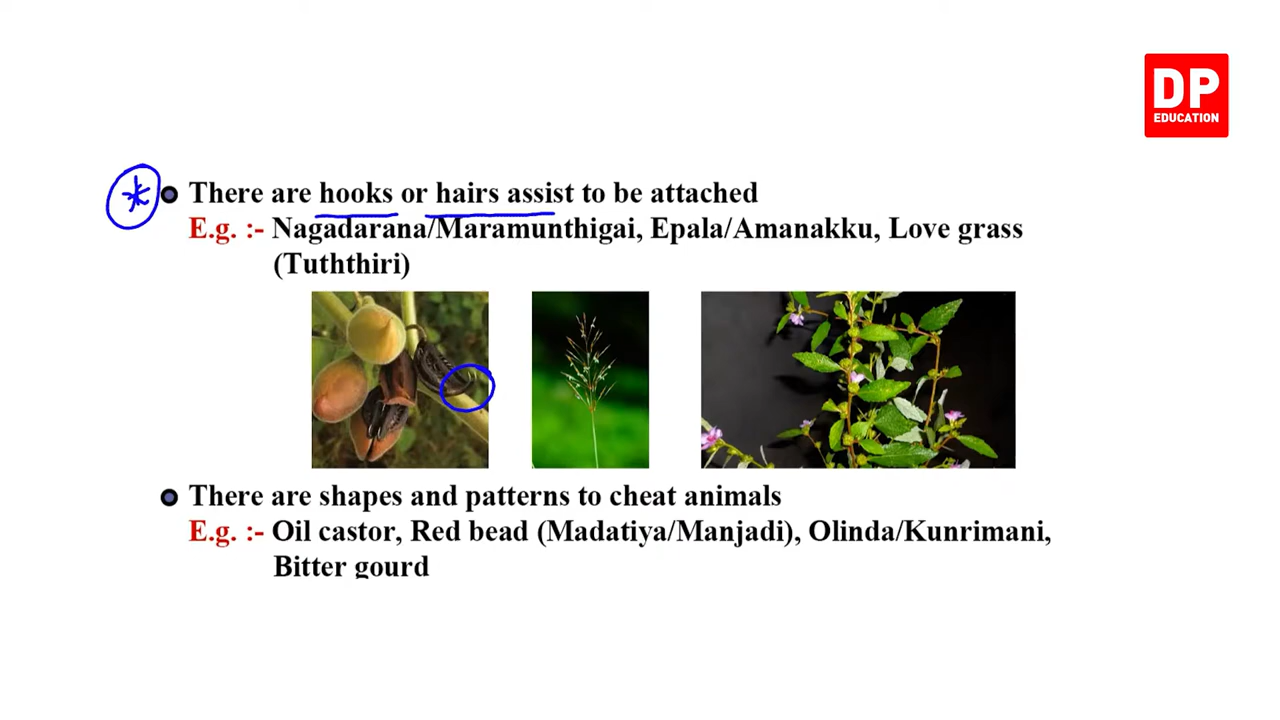 DP
EDUCATION
* There are hooks or hairs assist to be attached
E.g. :- Nagadarana/Maramunthigai, Epala/Amanakku, Love grass
(Tuththiri)
There are shapes and patterns to cheat animals
E.g. :- Oil castor, Red bead (Madatiya/Manjadi), Olinda/Kunrimani,
Bitter gourd